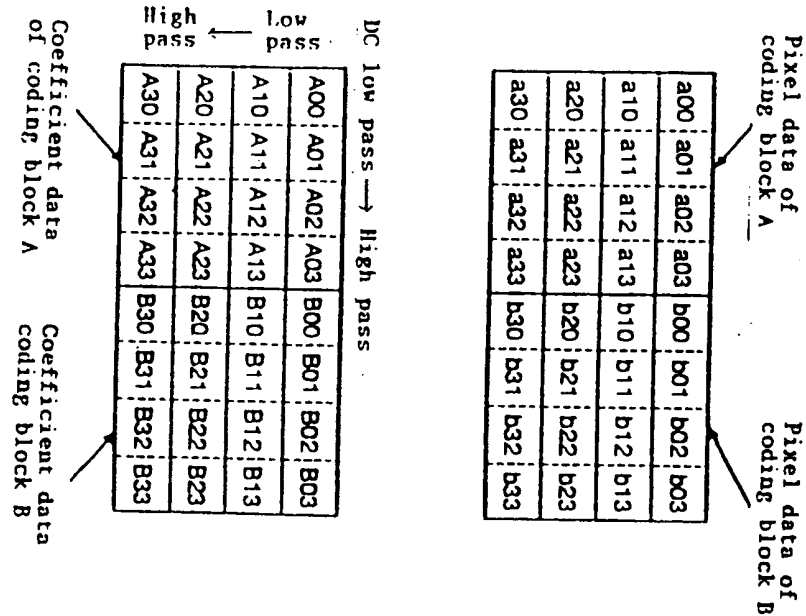 Pixel data of
coding block A
Pixel data of
coding block B
a00 a01 a02 a03 b00 b01 b02 b03
a10 a11 a12 a13 b10 b11 b12 b13
a20 a21 a22 a23 b20 b21 b22 b23
a30 a31 a32 a33 b30 b31 b32 b33
DC low pass → High pass
Low
pass
High
pass
A00 A01 A02 A03 B00 B01 B02 B03
A10 A11 A12 A13 B10 B11 B12 B13
A20 A21 A22 A23 B20 B21 B22 B23
A30 A31 A32 A33 B30 B31 B32 B33
Coefficient data
of coding block A
Coefficient data
coding block B